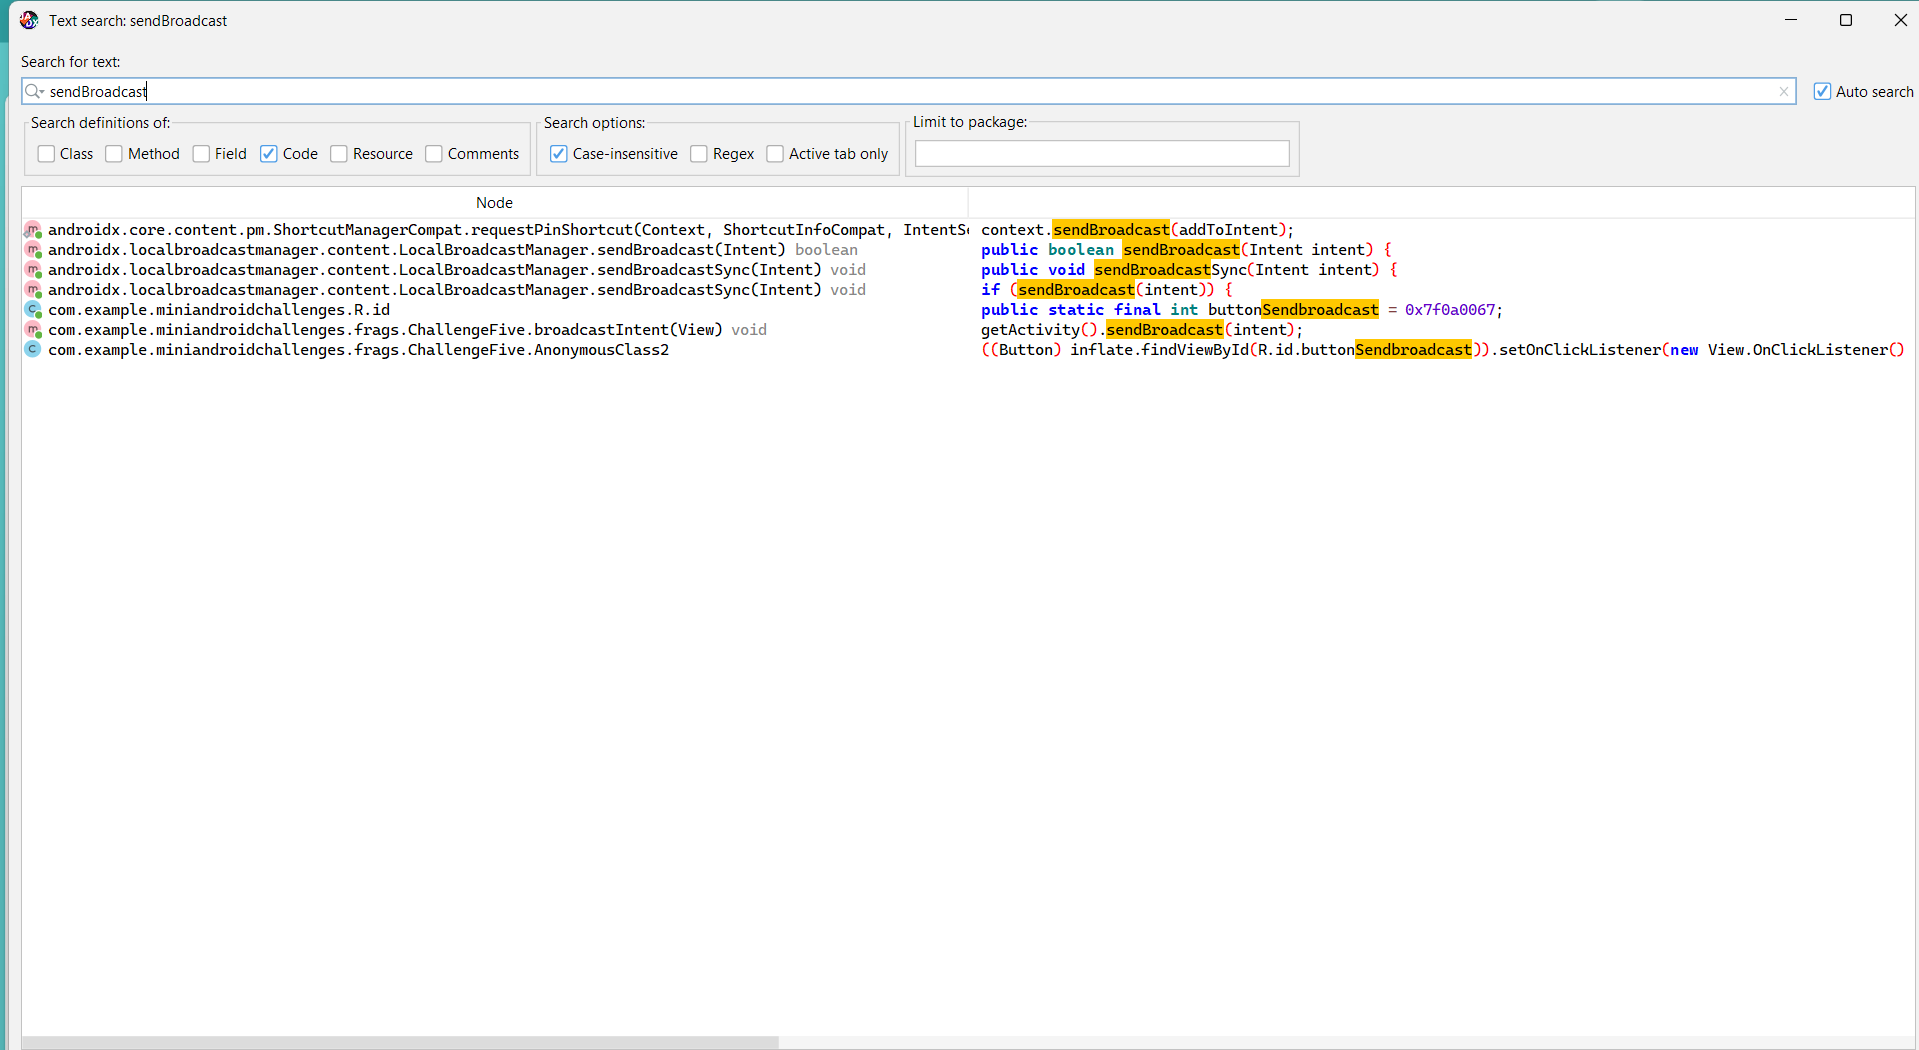 Text search: sendBroadcast
Search for text:
sendBroadcast
Auto search
Search definitions of: Search options: Limit to package:
Class Method Field Code Resource Comments Case-insensitive Regex Active tab only
Node
androidx.core.content.pm.ShortcutManagerCompat.requestPinShortcut(Context, ShortcutInfoCompat, IntentSe context.sendBroadcast(addToIntent);
androidx.localbroadcastmanager.content.LocalBroadcastManager.sendBroadcast(Intent) boolean public boolean sendBroadcast(Intent intent) {
androidx.localbroadcastmanager.content.LocalBroadcastManager.sendBroadcastSync(Intent) void public void sendBroadcastSync(Intent intent) {
androidx.localbroadcastmanager.content.LocalBroadcastManager.sendBroadcastSync(Intent) void if (sendBroadcast(intent)) {
com.example.miniandroidchallenges.R.id public static final int buttonSendbroadcast = 0x7f0a0067;
com.example.miniandroidchallenges.frags.ChallengeFive.broadcastIntent(View) void getActivity().sendBroadcast(intent);
com.example.miniandroidchallenges.frags.ChallengeFive.AnonymousClass2 ((Button) inflate.findViewById(R.id.buttonSendbroadcast)).setOnClickListener(new View.OnClickListener()